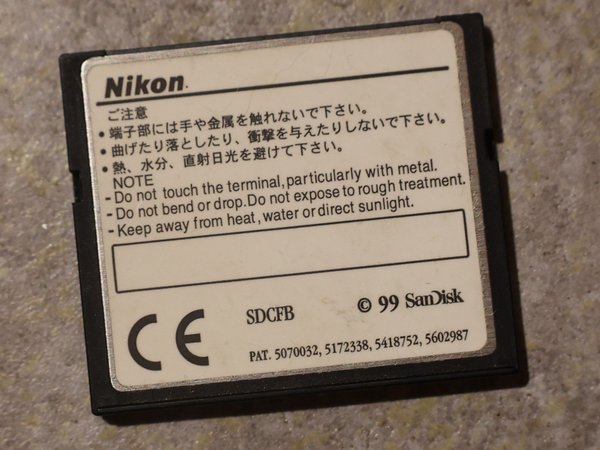 Nikon.
ご注意
• 端子部には手や金属を触れないで下さい。
• 曲げたり落としたり、衝撃を与えたりしないで下さい。
• 熱、水分、直射日光を避けて下さい。
NOTE
- Do not touch the terminal, particularly with metal.
- Do not bend or drop. Do not expose to rough treatment.
- Keep away from heat, water or direct sunlight.
CE SDCFB © 99 SanDisk
PAT. 5070032, 5172338, 5418752, 5602987